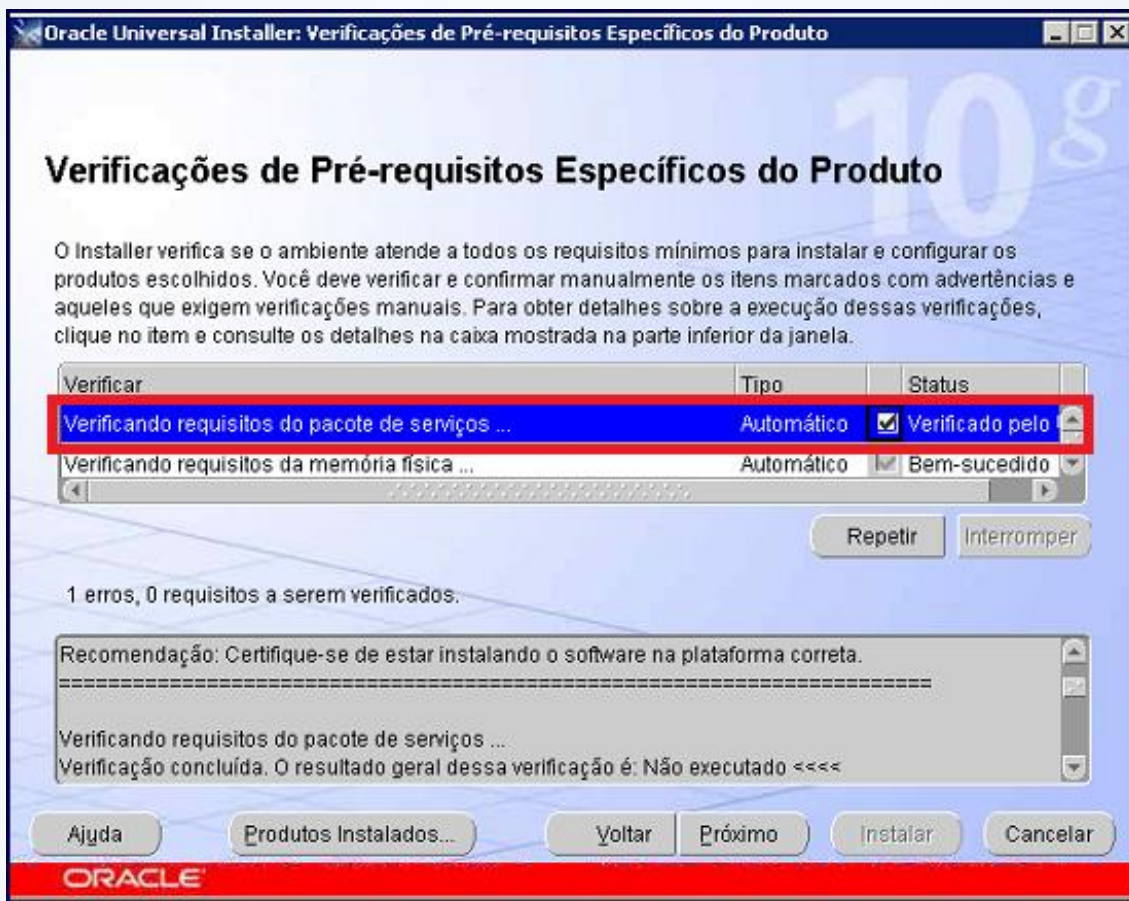 Oracle Universal Installer: Verificações de Pré-requisitos Específicos do Produto
10g
Verificações de Pré-requisitos Específicos do Produto
O Installer verifica se o ambiente atende a todos os requisitos mínimos para instalar e configurar os
produtos escolhidos. Você deve verificar e confirmar manualmente os itens marcados com advertências e
aqueles que exigem verificações manuais. Para obter detalhes sobre a execução dessas verificações,
clique no item e consulte os detalhes na caixa mostrada na parte inferior da janela.
Verificar Tipo Status
Verificando requisitos do pacote de serviços ... Automático Verificado pelo
Verificando requisitos da memória física ... Automático Bem-sucedido
Repetir Interromper
1 erros, 0 requisitos a serem verificados.
Recomendação: Certifique-se de estar instalando o software na plataforma correta.
=======================================================================
Verificando requisitos do pacote de serviços ...
Verificação concluída. O resultado geral dessa verificação é: Não executado <<<<
Ajuda Produtos Instalados... Voltar Próximo Instalar Cancelar
ORACLE